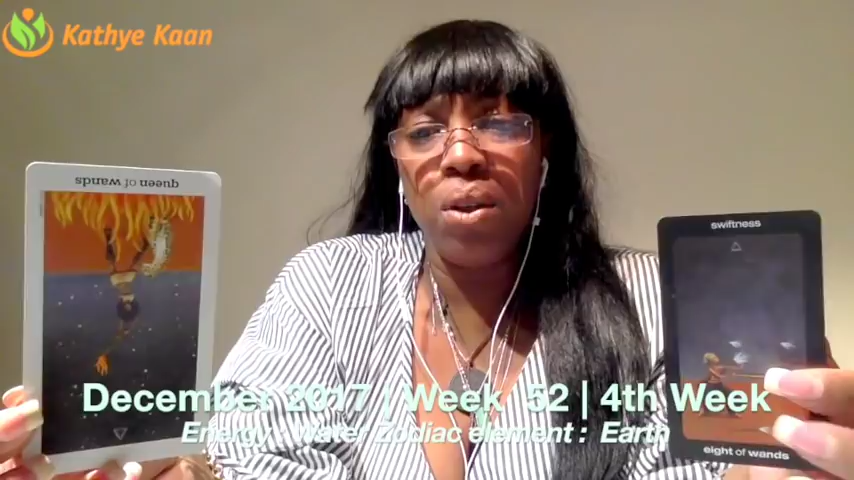 Kathye Kaan
queen of wands
swiftness
December 2017 | Week 52 | 4th Week
Energy : Water Zodiac element : Earth
eight of wands